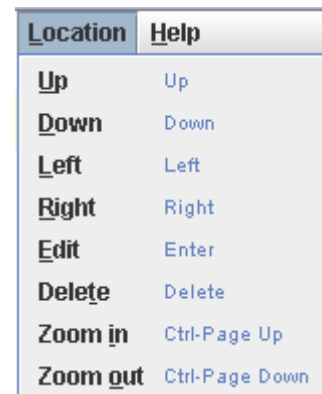 Location Help
Up Up
Down Down
Left Left
Right Right
Edit Enter
Delete Delete
Zoom in Ctrl-Page Up
Zoom out Ctrl-Page Down